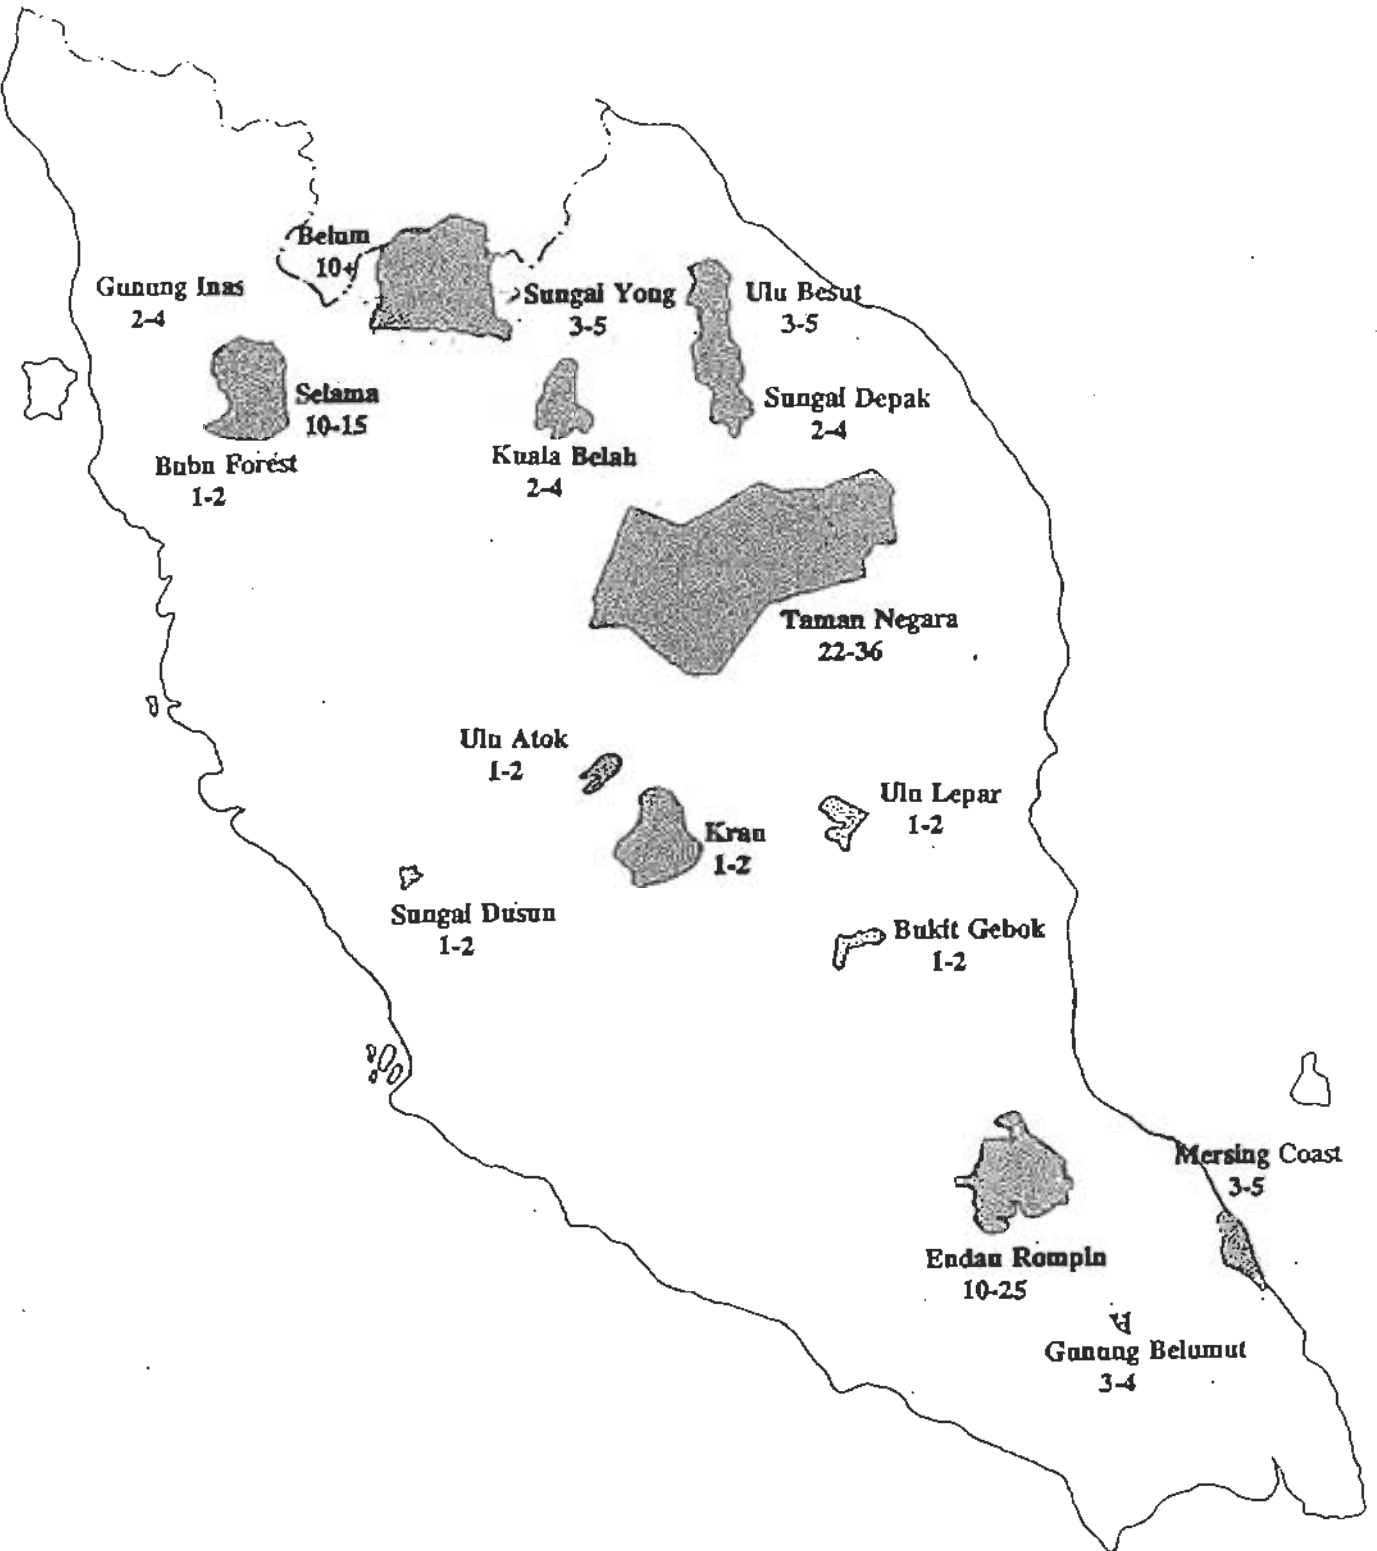 Belum
10+
Gunung Inas
2-4
Sungai Yong
3-5
Ulu Besut
3-5
Selama
10-15
Sungai Depak
2-4
Bubu Forest
1-2
Kuala Belah
2-4
Taman Negara
22-36
Ulu Atok
1-2
Ulu Lepar
1-2
Krau
1-2
Sungai Dusun
1-2
Bukit Gebok
1-2
Mersing Coast
3-5
Endau Rompin
10-25
Gunung Belumut
3-4